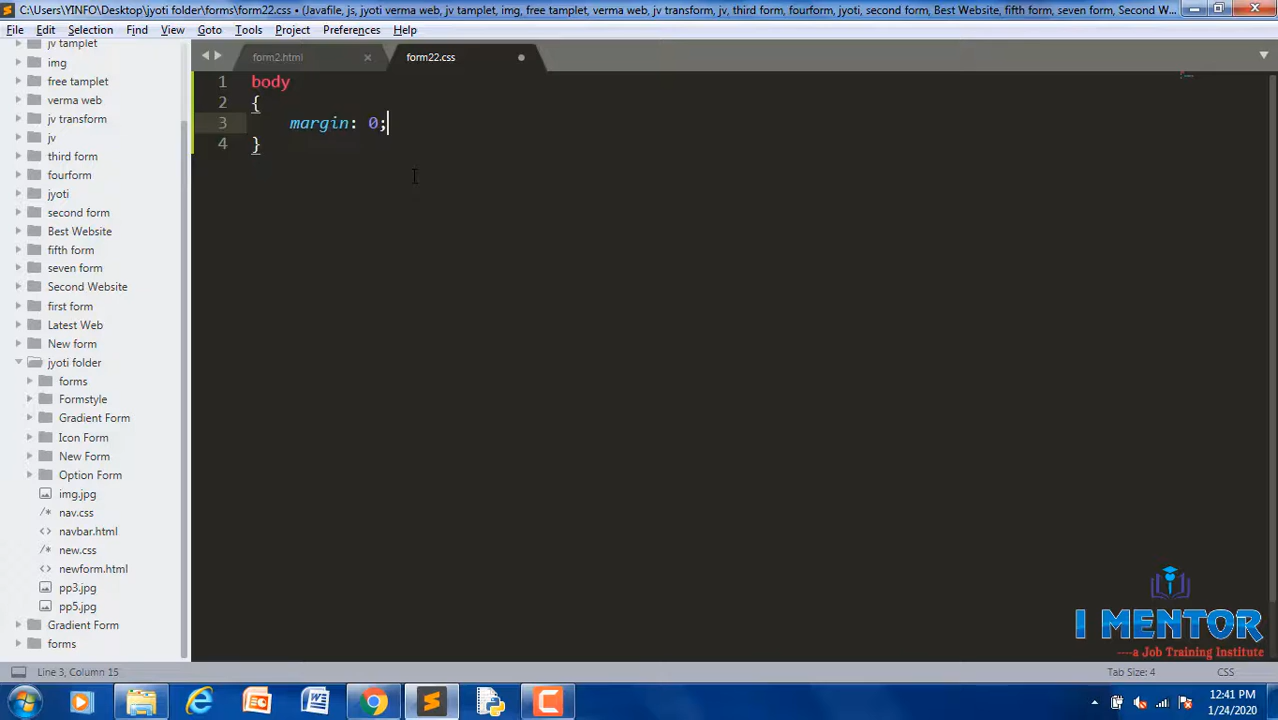 C:\Users\YINFO\Desktop\jyoti folder\forms\form22.css • (Javafile, js, jyoti verma web, jv tamplet, img, free tamplet, verma web, jv transform, jv, third form, fourform, jyoti, second form, Best Website, fifth form, seven form, Second W...
File Edit Selection Find View Goto Tools Project Preferences Help
form2.html form22.css
jv tamplet
img
free tamplet
verma web
jv transform
jv
third form
fourform
jyoti
second form
Best Website
fifth form
seven form
Second Website
first form
Latest Web
New form
jyoti folder
forms
Formstyle
Gradient Form
Icon Form
New Form
Option Form
img.jpg
/* nav.css
<> navbar.html
/* new.css
<> newform.html
pp3.jpg
pp5.jpg
Gradient Form
forms
1 body
2 {
3 margin: 0;
4 }
I MENTOR
----a Job Training Institute
Line 3, Column 15 Tab Size: 4 CSS
12:41 PM
1/24/2020